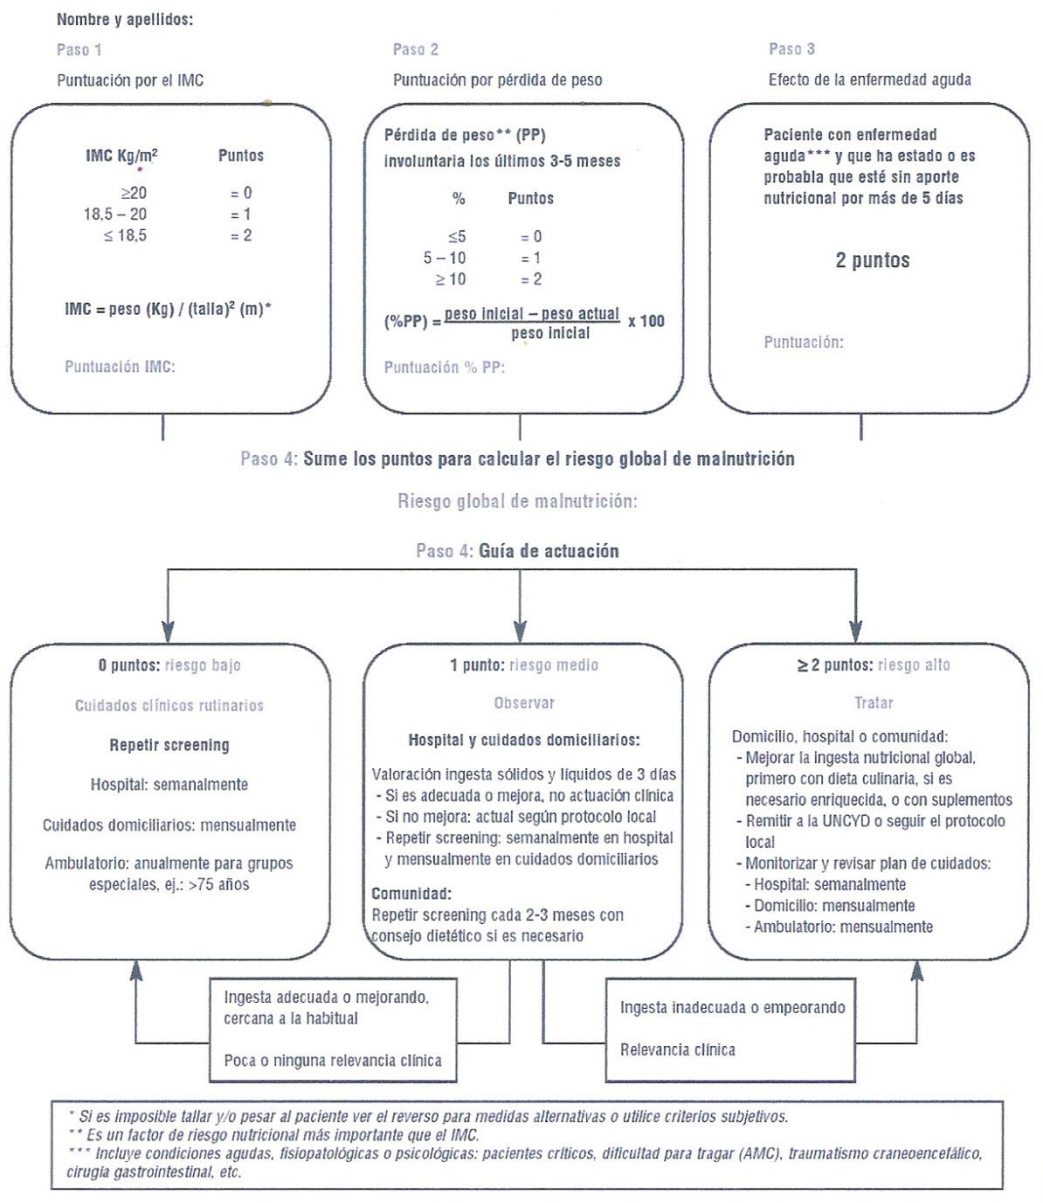 Nombre y apellidos:
Paso 1
Puntuación por el IMC
IMC Kg/m² Puntos
≥20 = 0
18,5 – 20 = 1
≤ 18,5 = 2
IMC = peso (Kg) / (talla)² (m)*
Puntuación IMC:
Paso 2
Puntuación por pérdida de peso
Pérdida de peso** (PP)
involuntaria los últimos 3-5 meses
% Puntos
≤5 = 0
5 – 10 = 1
≥ 10 = 2
(%PP) = peso inicial – peso actual / peso inicial x 100
Puntuación % PP:
Paso 3
Efecto de la enfermedad aguda
Paciente con enfermedad
aguda*** y que ha estado o es
probabla que esté sin aporte
nutricional por más de 5 días
2 puntos
Puntuación:
Paso 4: Sume los puntos para calcular el riesgo global de malnutrición
Riesgo global de malnutrición:
Paso 4: Guía de actuación
0 puntos: riesgo bajo
Cuidados clínicos rutinarios
Repetir screening
Hospital: semanalmente
Cuidados domiciliarios: mensualmente
Ambulatorio: anualmente para grupos
especiales, ej.: >75 años
1 punto: riesgo medio
Observar
Hospital y cuidados domiciliarios:
Valoración ingesta sólidos y líquidos de 3 días
- Si es adecuada o mejora, no actuación clínica
- Si no mejora: actual según protocolo local
- Repetir screening: semanalmente en hospital
y mensualmente en cuidados domiciliarios
Comunidad:
Repetir screening cada 2-3 meses con
consejo dietético si es necesario
≥ 2 puntos: riesgo alto
Tratar
Domicilio, hospital o comunidad:
- Mejorar la ingesta nutricional global,
primero con dieta culinaria, si es
necesario enriquecida, o con suplementos
- Remitir a la UNCYD o seguir el protocolo
local
- Monitorizar y revisar plan de cuidados:
- Hospital: semanalmente
- Domicilio: mensualmente
- Ambulatorio: mensualmente
Ingesta adecuada o mejorando,
cercana a la habitual
Poca o ninguna relevancia clínica
Ingesta inadecuada o empeorando
Relevancia clínica
* Si es imposible tallar y/o pesar al paciente ver el reverso para medidas alternativas o utilice criterios subjetivos.
** Es un factor de riesgo nutricional más importante que el IMC.
*** Incluye condiciones agudas, fisiopatológicas o psicológicas: pacientes críticos, dificultad para tragar (AMC), traumatismo craneoencefálico,
cirugía gastrointestinal, etc.